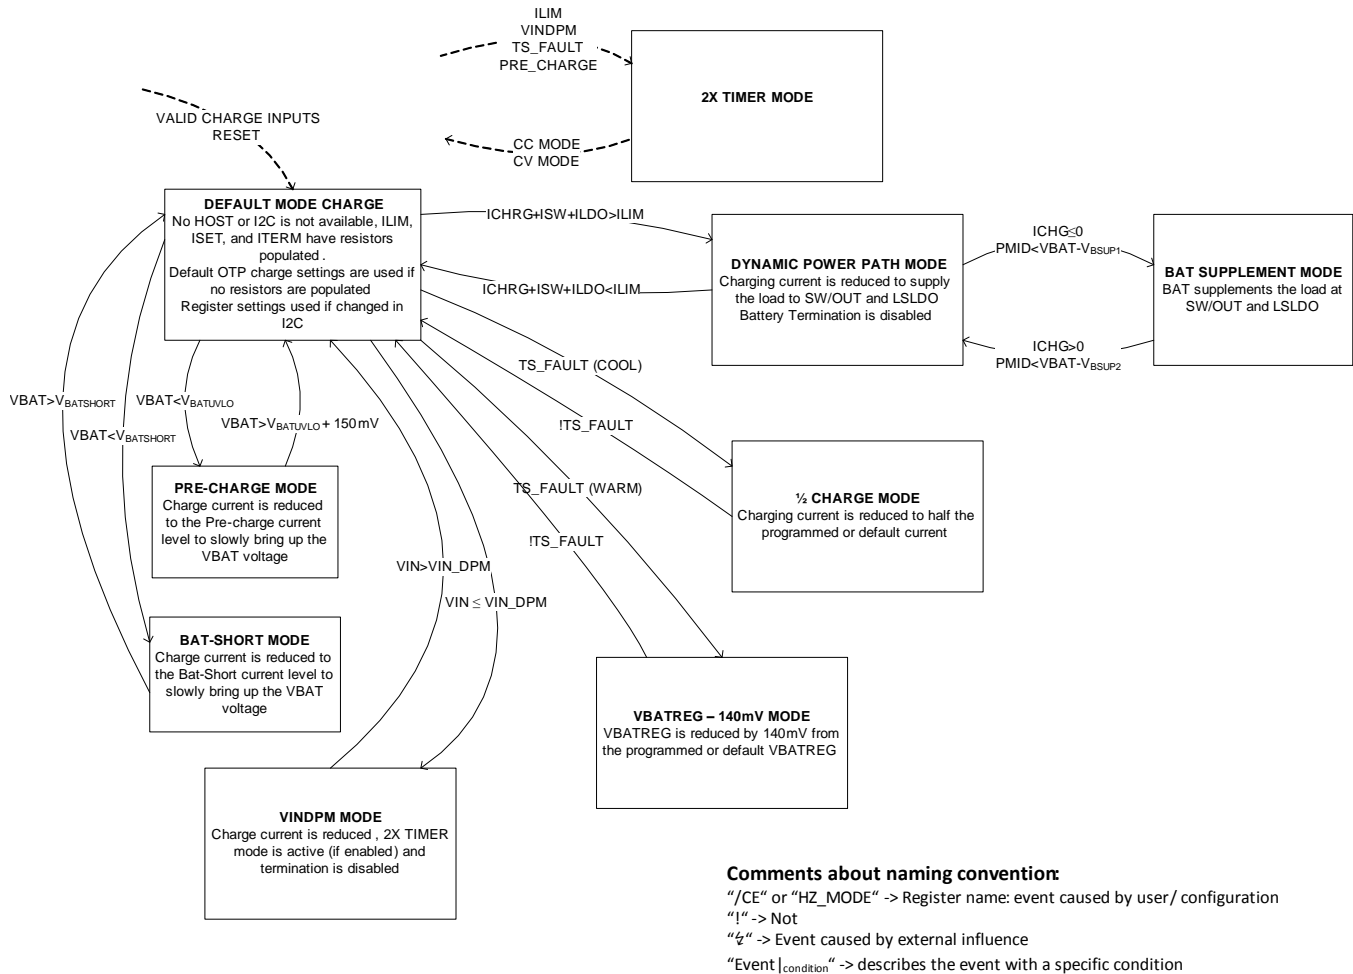 ILIM
VINDPM
TS_FAULT
PRE_CHARGE
2X TIMER MODE
VALID CHARGE INPUTS
RESET
CC MODE
CV MODE
DEFAULT MODE CHARGE
No HOST or I2C is not available, ILIM,
ISET, and ITERM have resistors
populated .
Default OTP charge settings are used if
no resistors are populated
Register settings used if changed in
I2C
ICHRG+ISW+ILDO>ILIM
ICHRG+ISW+ILDO<ILIM
DYNAMIC POWER PATH MODE
Charging current is reduced to supply
the load to SW/OUT and LSLDO
Battery Termination is disabled
ICHG≤0
PMID<VBAT-VBSUP1
BAT SUPPLEMENT MODE
BAT supplements the load at
SW/OUT and LSLDO
ICHG>0
PMID<VBAT-VBSUP2
TS_FAULT (COOL)
!TS_FAULT
VBAT>VBATSHORT
VBAT<VBATUVLO
VBAT>VBATUVLO + 150mV
VBAT<VBATSHORT
PRE-CHARGE MODE
Charge current is reduced
to the Pre-charge current
level to slowly bring up the
VBAT voltage
TS_FAULT (WARM)
!TS_FAULT
½ CHARGE MODE
Charging current is reduced to half the
programmed or default current
VIN>VIN_DPM
VIN ≤ VIN_DPM
BAT-SHORT MODE
Charge current is reduced to
the Bat-Short current level to
slowly bring up the VBAT
voltage
VBATREG – 140mV MODE
VBATREG is reduced by 140mV from
the programmed or default VBATREG
VINDPM MODE
Charge current is reduced , 2X TIMER
mode is active (if enabled) and
termination is disabled
Comments about naming convention:
“/CE“ or “HZ_MODE“ -> Register name: event caused by user/ configuration
“!“ -> Not
“↯“ -> Event caused by external influence
“Event|condition“ -> describes the event with a specific condition